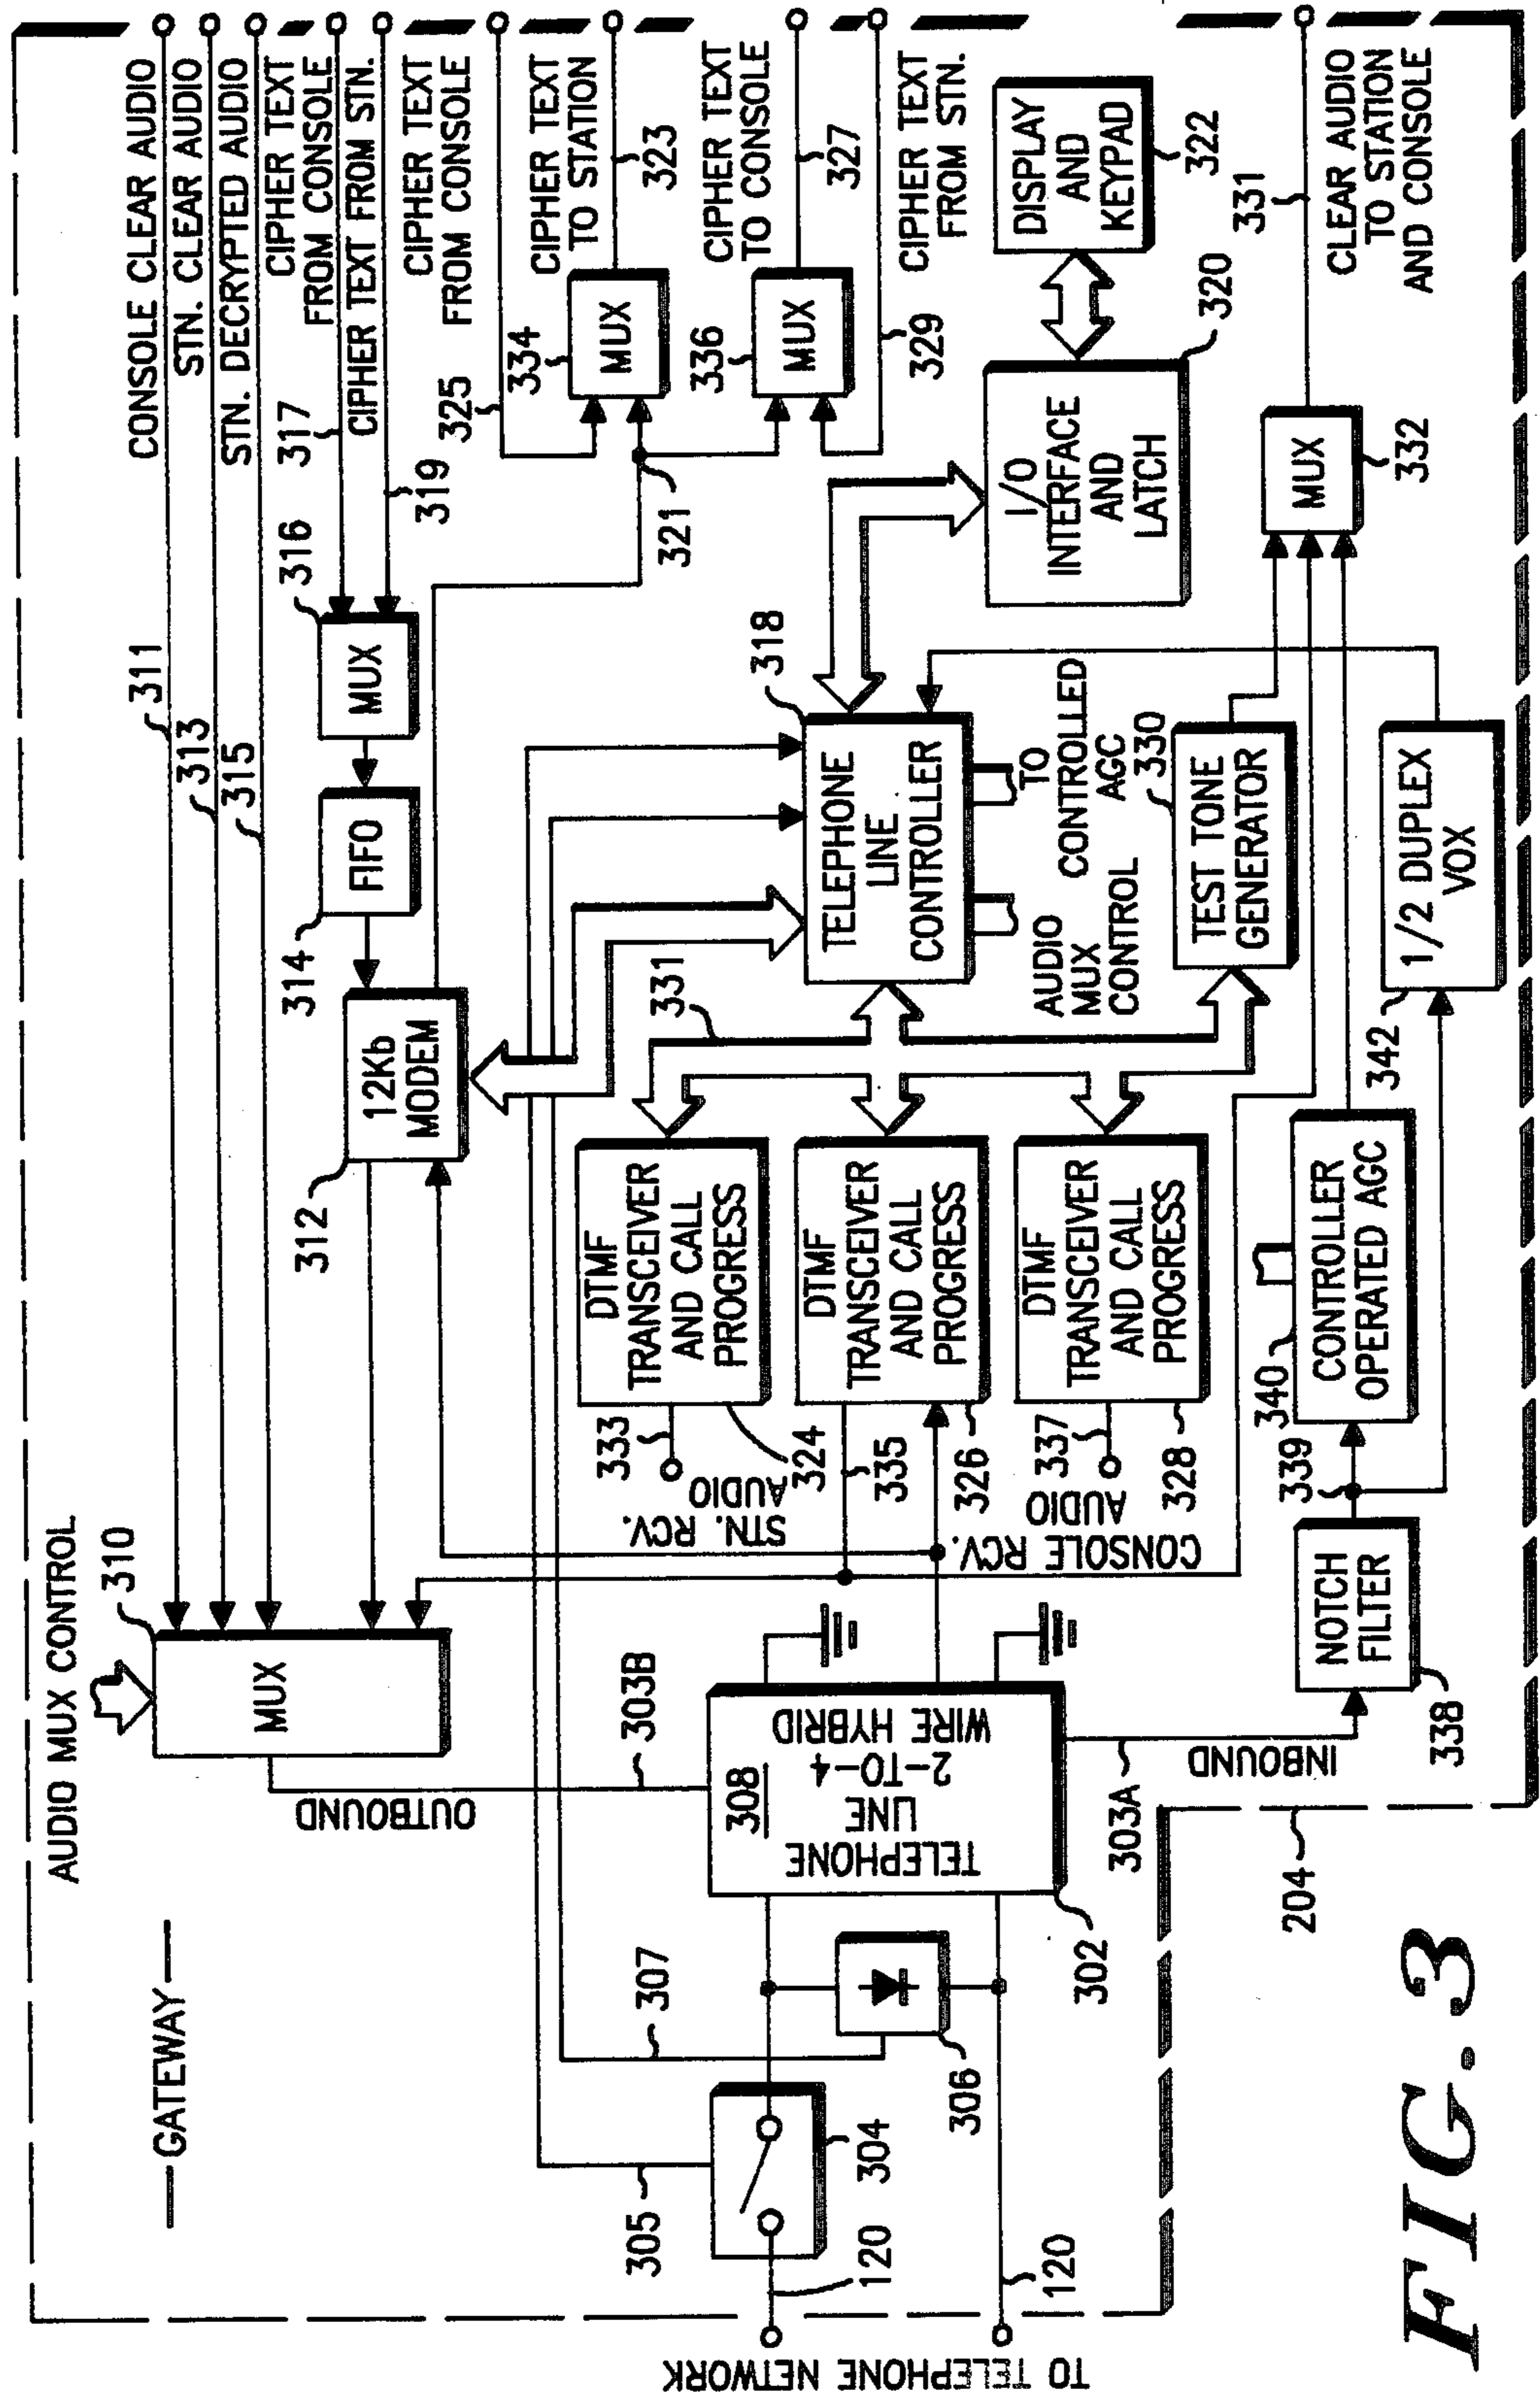 AUDIO MUX CONTROL
310
—GATEWAY—
MUX
OUTBOUND
303B
311
313
315
CONSOLE CLEAR AUDIO
STN. CLEAR AUDIO
STN. DECRYPTED AUDIO
CIPHER TEXT
FROM CONSOLE
317
CIPHER TEXT FROM STN.
319
316
MUX
FIFO
314
12Kb
MODEM
312
CIPHER TEXT
FROM CONSOLE
325
334
MUX
CIPHER TEXT
TO STATION
323
321
336
MUX
CIPHER TEXT
TO CONSOLE
327
329
CIPHER TEXT
FROM STN.
DISPLAY
AND
KEYPAD
322
320
I/O
INTERFACE
AND
LATCH
318
TELEPHONE
LINE
CONTROLLER
TO
CONTROLLED
AGC
AUDIO
MUX
CONTROL
331
330
TEST TONE
GENERATOR
MUX
332
331
CLEAR AUDIO
TO STATION
AND CONSOLE
1/2 DUPLEX
VOX
342
DTMF
TRANSCEIVER
AND CALL
PROGRESS
333
324
STN. RCV.
AUDIO
DTMF
TRANSCEIVER
AND CALL
PROGRESS
335
326
DTMF
TRANSCEIVER
AND CALL
PROGRESS
337
328
CONSOLE RCV.
AUDIO
CONTROLLER
OPERATED AGC
340
339
NOTCH
FILTER
338
INBOUND
303A
TELEPHONE
LINE
2-TO-4
WIRE HYBRID
308
302
307
306
305
304
120
120
TO TELEPHONE NETWORK
204
FIG. 3